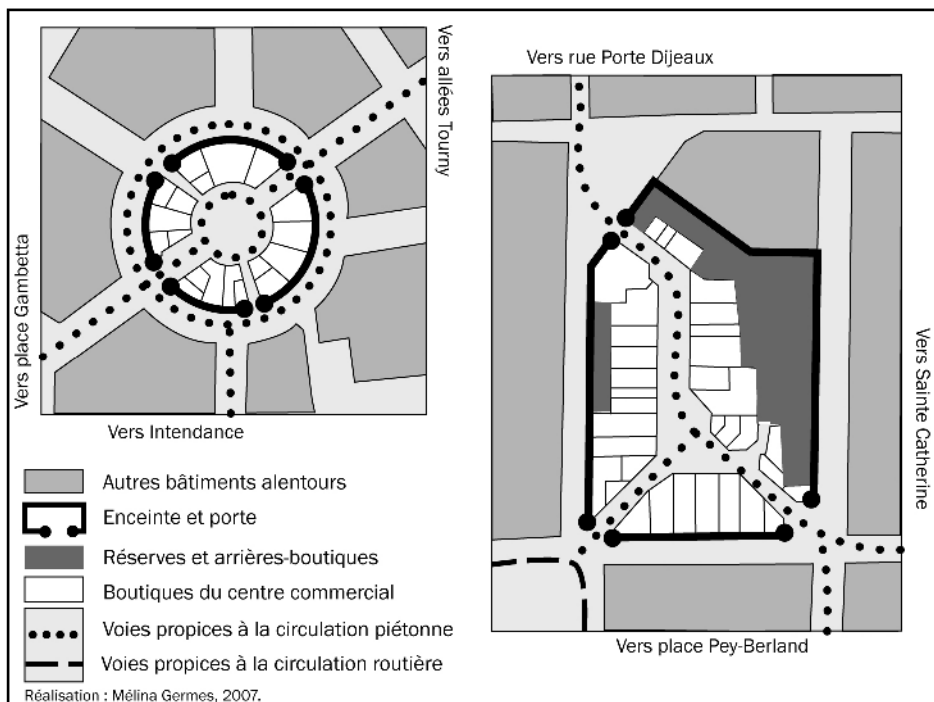 Vers allées Tourny
Vers place Gambetta
Vers Intendance
Vers rue Porte Dijeaux
Vers Sainte Catherine
Vers place Pey-Berland
Autres bâtiments alentours
Enceinte et porte
Réserves et arrières-boutiques
Boutiques du centre commercial
Voies propices à la circulation piétonne
Voies propices à la circulation routière
Réalisation : Mélina Germes, 2007.